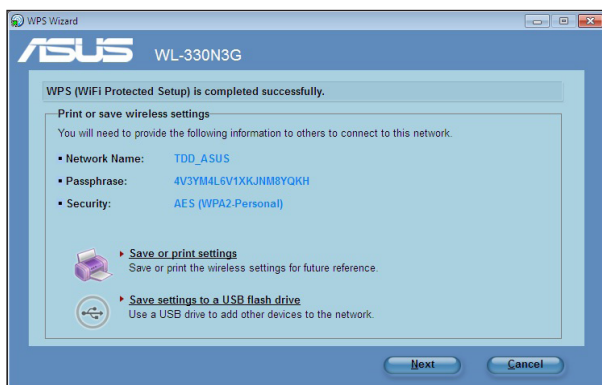 WPS Wizard
ASUS WL-330N3G
WPS (WiFi Protected Setup) is completed successfully.
Print or save wireless settings
You will need to provide the following information to others to connect to this network.
Network Name: TDD_ASUS
Passphrase: 4V3YM4L6V1XKJNM8YQKH
Security: AES (WPA2-Personal)
Save or print settings
Save or print the wireless settings for future reference.
Save settings to a USB flash drive
Use a USB drive to add other devices to the network.
Next Cancel